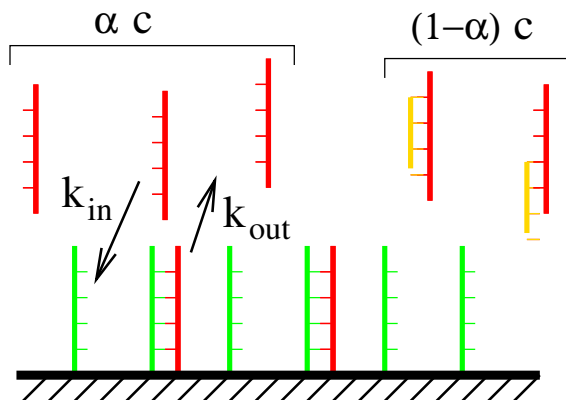 α c
(1−α) c
k_in
k_out